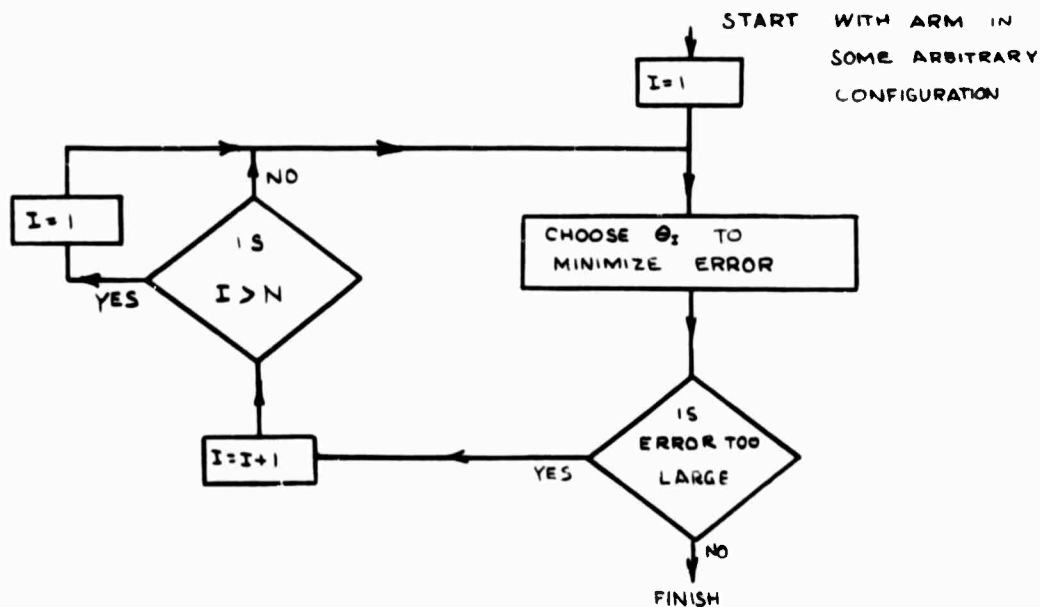 START WITH ARM IN
SOME ARBITRARY
CONFIGURATION
I=1
NO
I = 1
IS
I > N
YES
CHOOSE θI TO
MINIMIZE ERROR
IS
ERROR TOO
LARGE
YES
I=I+1
NO
FINISH